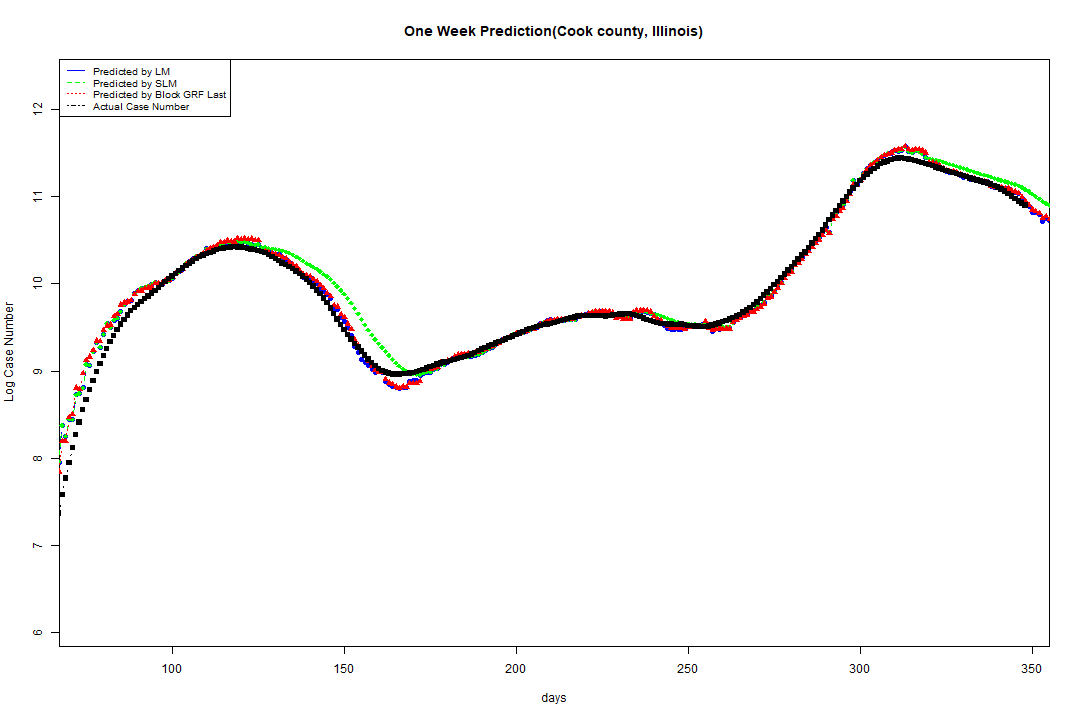 One Week Prediction(Cook county, Illinois)
Predicted by LM
Predicted by SLM
Predicted by Block GRF Last
Actual Case Number
12
11
10
9
8
7
6
Log Case Number
100 150 200 250 300 350
days